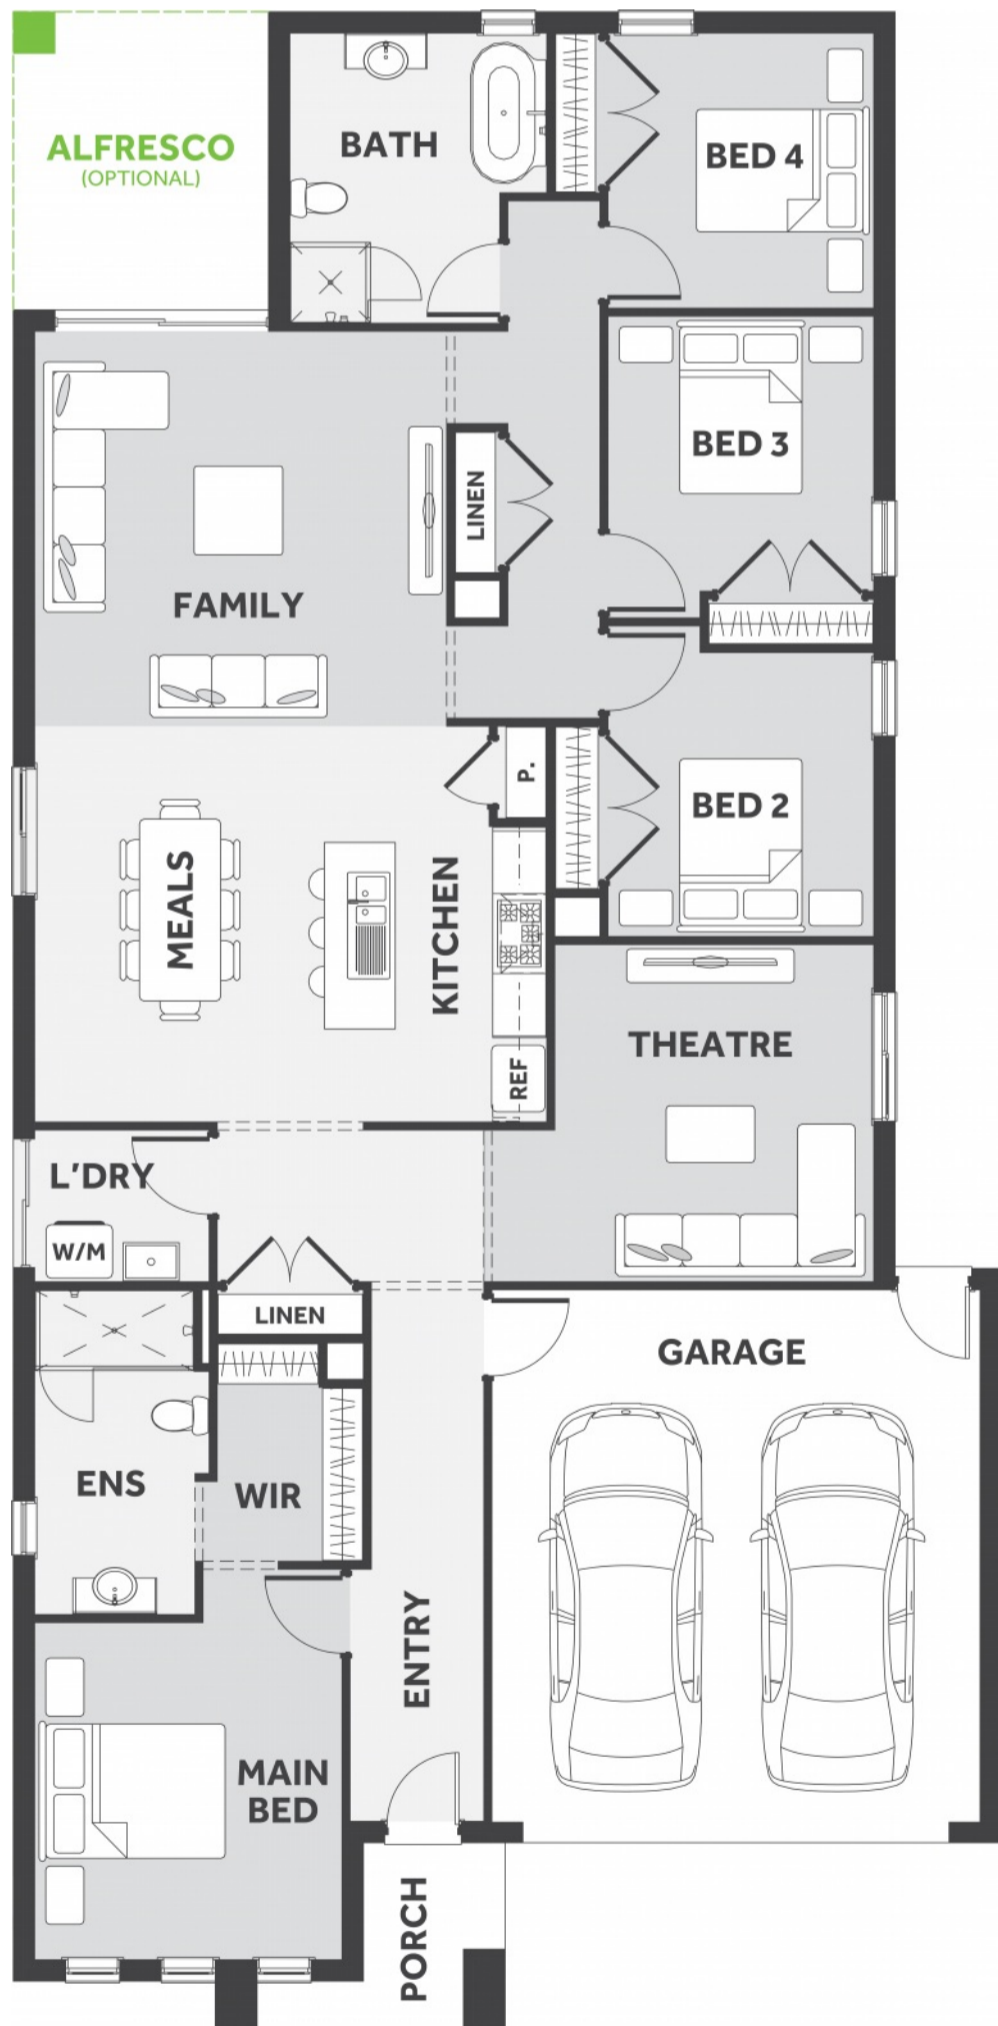 ALFRESCO
(OPTIONAL)
BATH
BED 4
BED 3
LINEN
FAMILY
P.
BED 2
MEALS
KITCHEN
THEATRE
REF
L'DRY
W/M
LINEN
GARAGE
ENS
WIR
ENTRY
MAIN
BED
PORCH